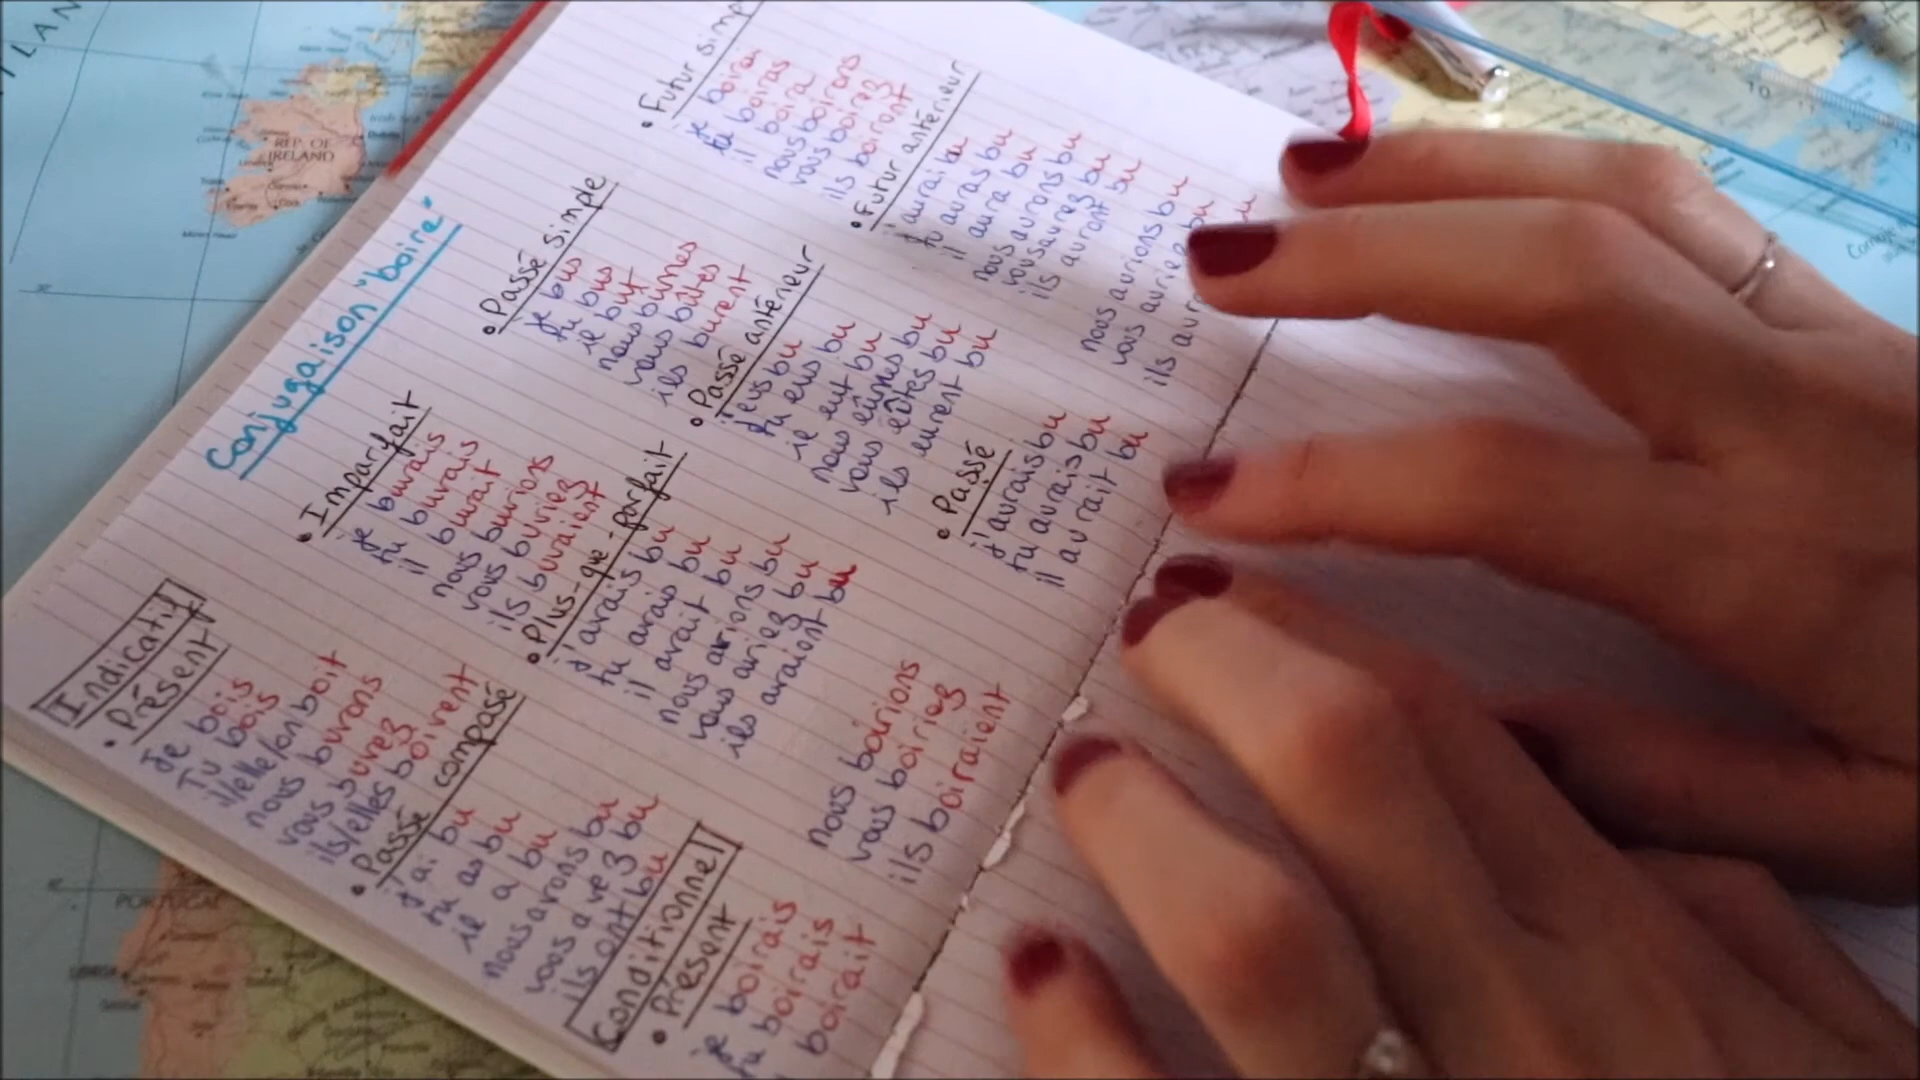 Conjugaison "boire"
Indicatif
• Présent
Je bois
Tu bois
il/elle/on boit
nous buvons
vous buvez
ils/elles boivent
• Imparfait
je buvais
tu buvais
il buvait
nous buvions
vous buviez
ils buvaient
• Passé simple
je bus
tu bus
il but
nous bûmes
vous bûtes
ils burent
• Futur simp
je boirai
tu boiras
il boira
nous boirons
vous boirez
ils boiront
• Passé composé
j'ai bu
tu as bu
il a bu
nous avons bu
vous avez bu
ils ont bu
• Plus-que-parfait
j'avais bu
tu avais bu
il avait bu
nous avions bu
vous aviez bu
ils avaient bu
• Passé antérieur
j'eus bu
tu eus bu
il eut bu
nous eûmes bu
vous eûtes bu
ils eurent bu
• Futur antérieur
j'aurai bu
tu auras bu
il aura bu
nous aurons bu
vous aurez bu
ils auront bu
Conditionnel
• Présent
je boirais
tu boirais
boirait
nous boirions
vous boiriez
ils boiraient
• Passé
j'aurais bu
tu aurais bu
il aurait bu
nous aurions bu
vous auriez bu
ils
REP. OF
IRELAND
Dublin
Cork
PORTUGAL